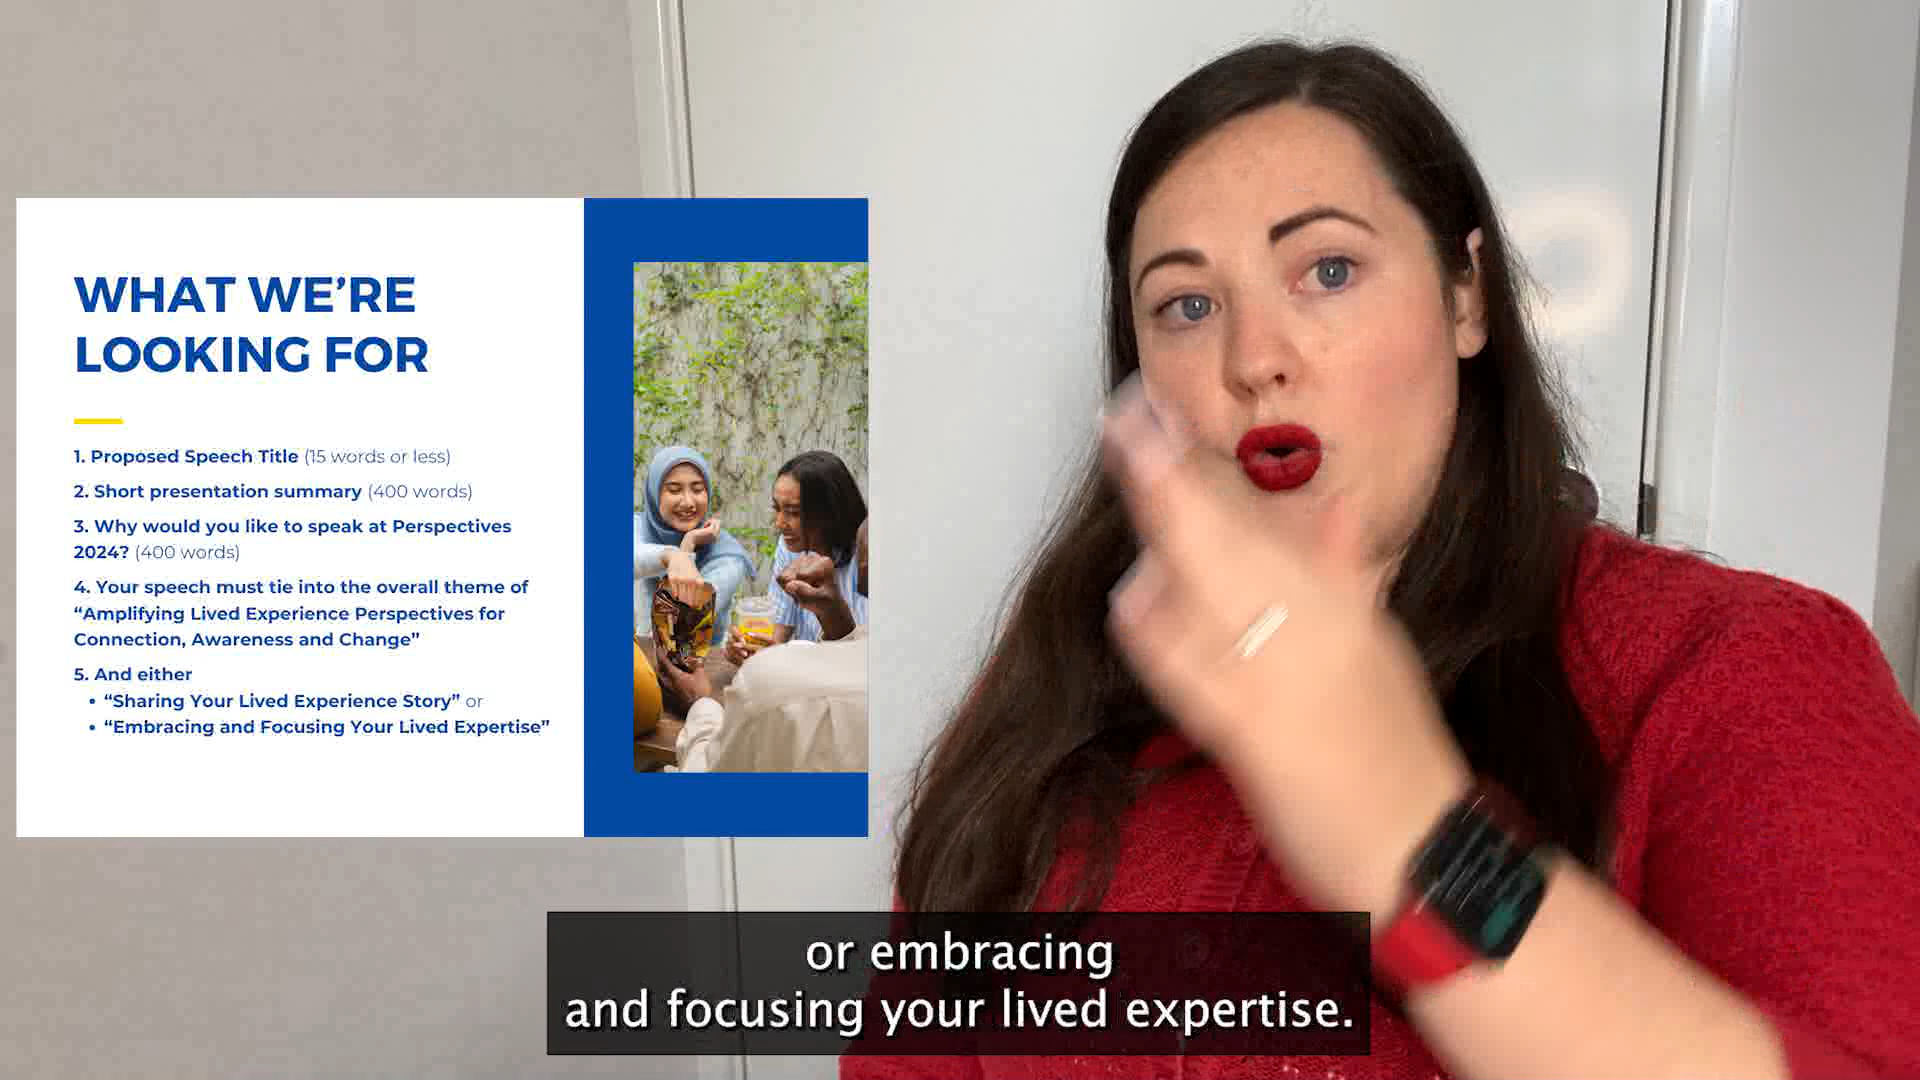 WHAT WE’RE
LOOKING FOR
1. Proposed Speech Title (15 words or less)
2. Short presentation summary (400 words)
3. Why would you like to speak at Perspectives
2024? (400 words)
4. Your speech must tie into the overall theme of
“Amplifying Lived Experience Perspectives for
Connection, Awareness and Change”
5. And either
• “Sharing Your Lived Experience Story” or
• “Embracing and Focusing Your Lived Expertise”
or embracing
and focusing your lived expertise.